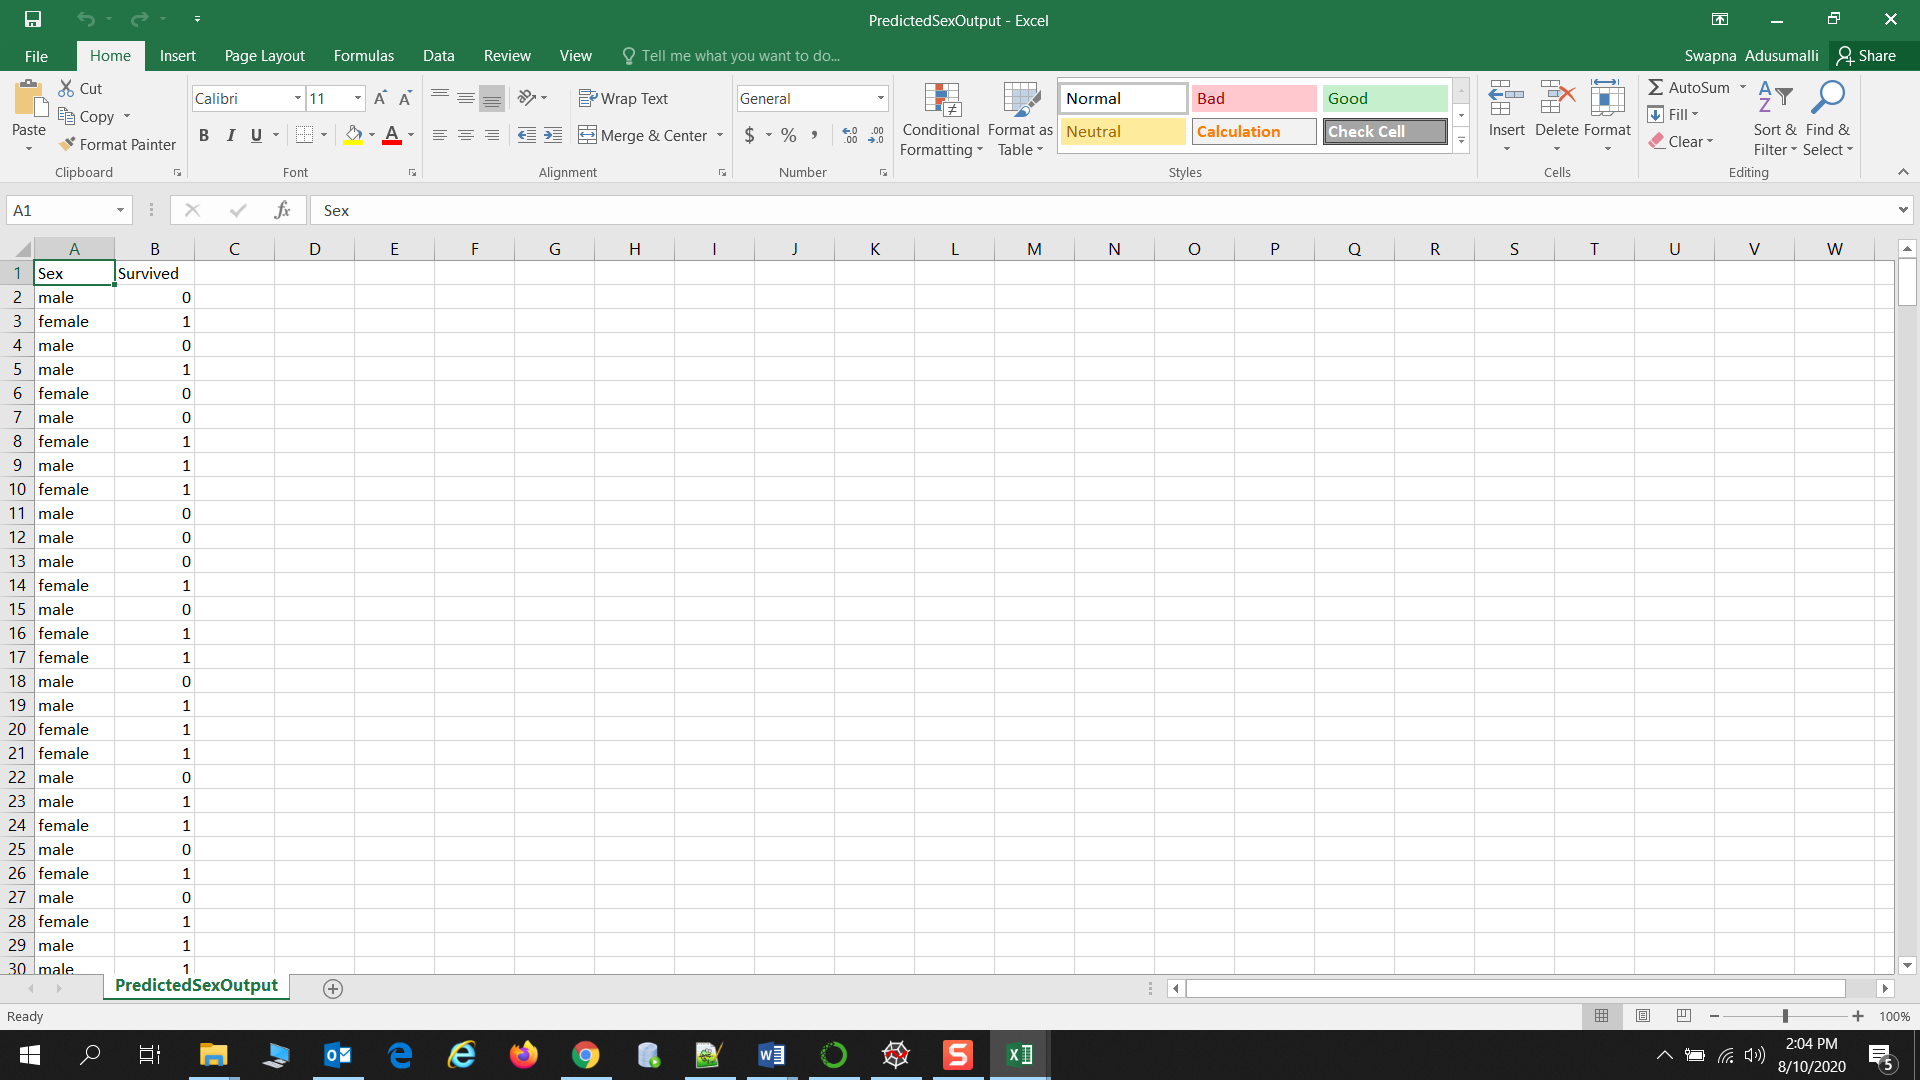 PredictedSexOutput - Excel
File Home Insert Page Layout Formulas Data Review View Tell me what you want to do... Swapna Adusumalli Share
Paste Cut Copy Format Painter Clipboard
Calibri 11 A A B I U A Font
Wrap Text Merge & Center Alignment
General $ % , .00 Number
Conditional Formatting Format as Table Normal Bad Good Neutral Calculation Check Cell Styles
Insert Delete Format Cells
AutoSum Fill Clear Sort & Filter Find & Select Editing
A1 fx Sex
A B C D E F G H I J K L M N O P Q R S T U V W
1 Sex Survived
2 male 0
3 female 1
4 male 0
5 male 1
6 female 0
7 male 0
8 female 1
9 male 1
10 female 1
11 male 0
12 male 0
13 male 0
14 female 1
15 male 0
16 female 1
17 female 1
18 male 0
19 male 1
20 female 1
21 female 1
22 male 0
23 male 1
24 female 1
25 male 0
26 female 1
27 male 0
28 female 1
29 male 1
30 male 1
PredictedSexOutput
Ready 100%
2:04 PM
8/10/2020 5